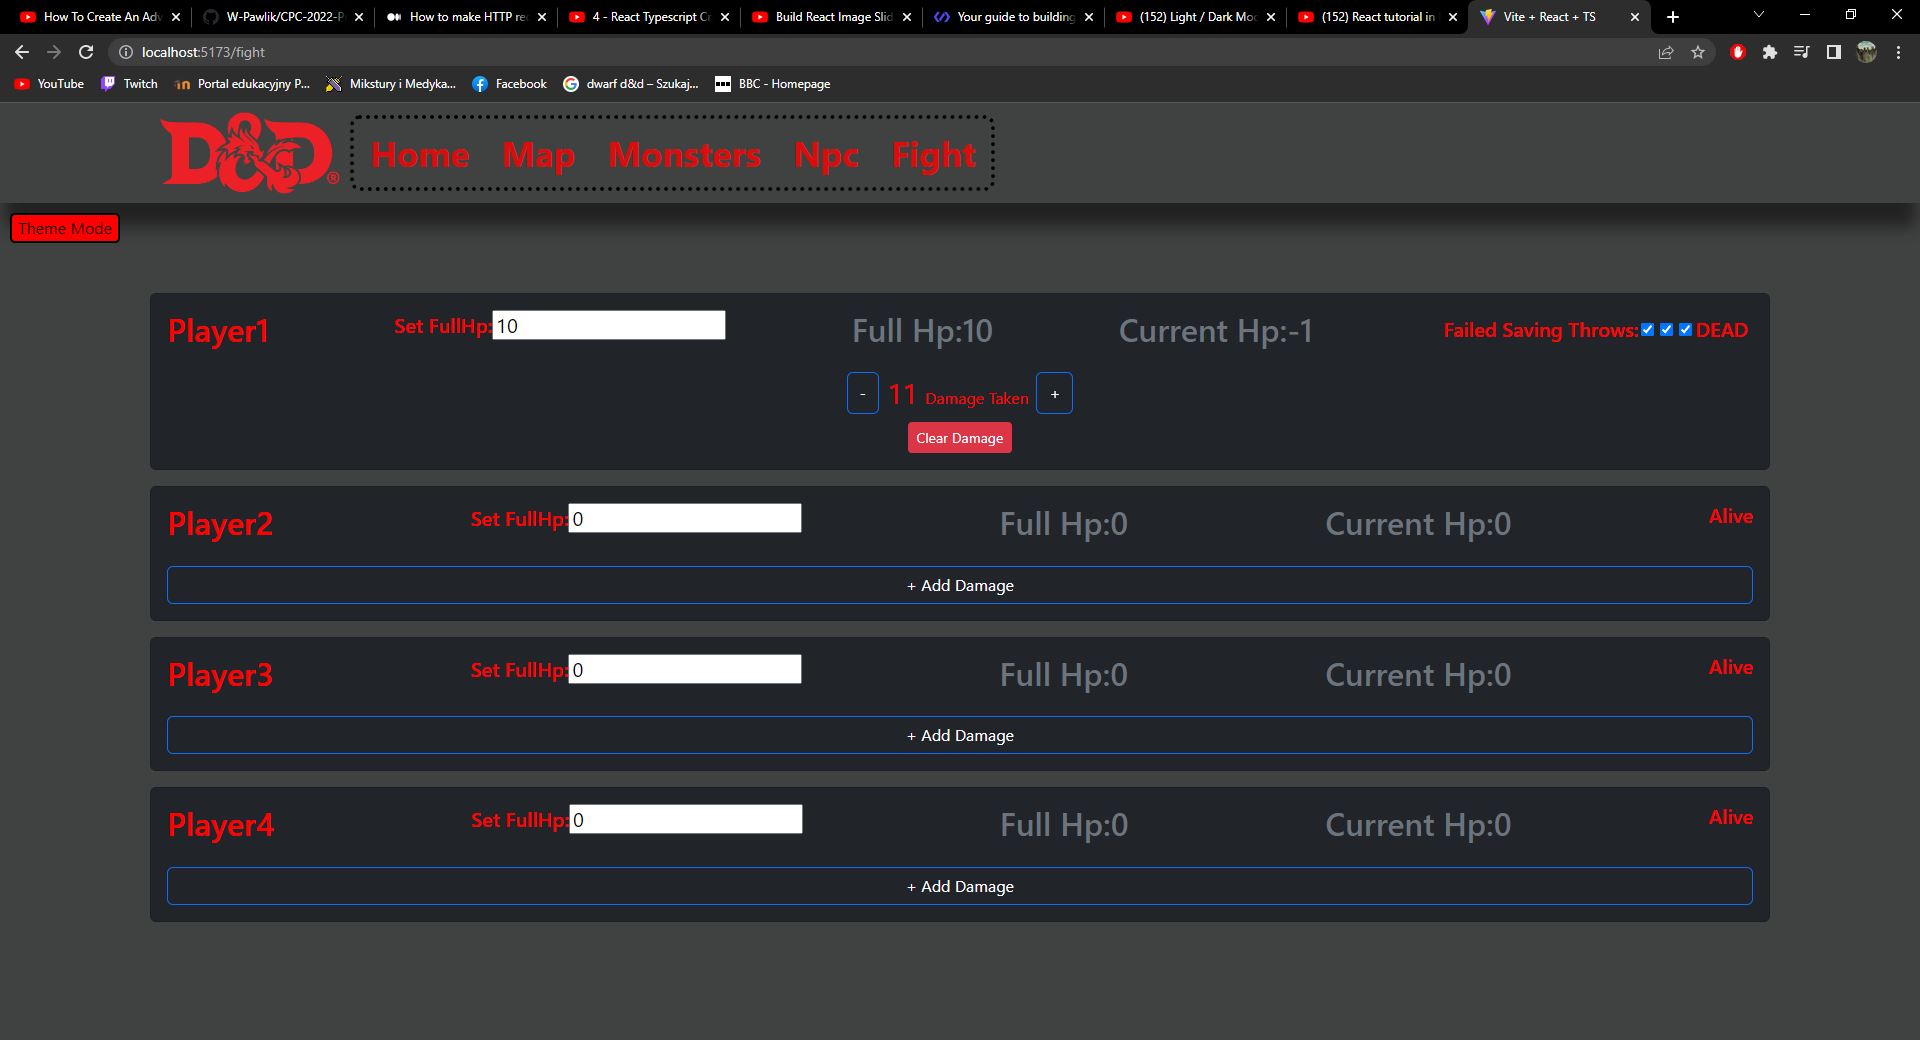 How To Create An Adv
W-Pawlik/CPC-2022-P
How to make HTTP re
4 - React Typescript C
Build React Image Slid
Your guide to building
(152) Light / Dark Mo
(152) React tutorial in
Vite + React + TS
localhost:5173/fight
YouTube
Twitch
Portal edukacyjny P...
Mikstury i Medyka...
Facebook
dwarf d&d – Szukaj...
BBC - Homepage
D&D®
Home Map Monsters Npc Fight
Theme Mode
Player1 Set FullHp: 10 Full Hp:10 Current Hp:-1 Failed Saving Throws: DEAD
- 11 Damage Taken +
Clear Damage
Player2 Set FullHp: 0 Full Hp:0 Current Hp:0 Alive
+ Add Damage
Player3 Set FullHp: 0 Full Hp:0 Current Hp:0 Alive
+ Add Damage
Player4 Set FullHp: 0 Full Hp:0 Current Hp:0 Alive
+ Add Damage